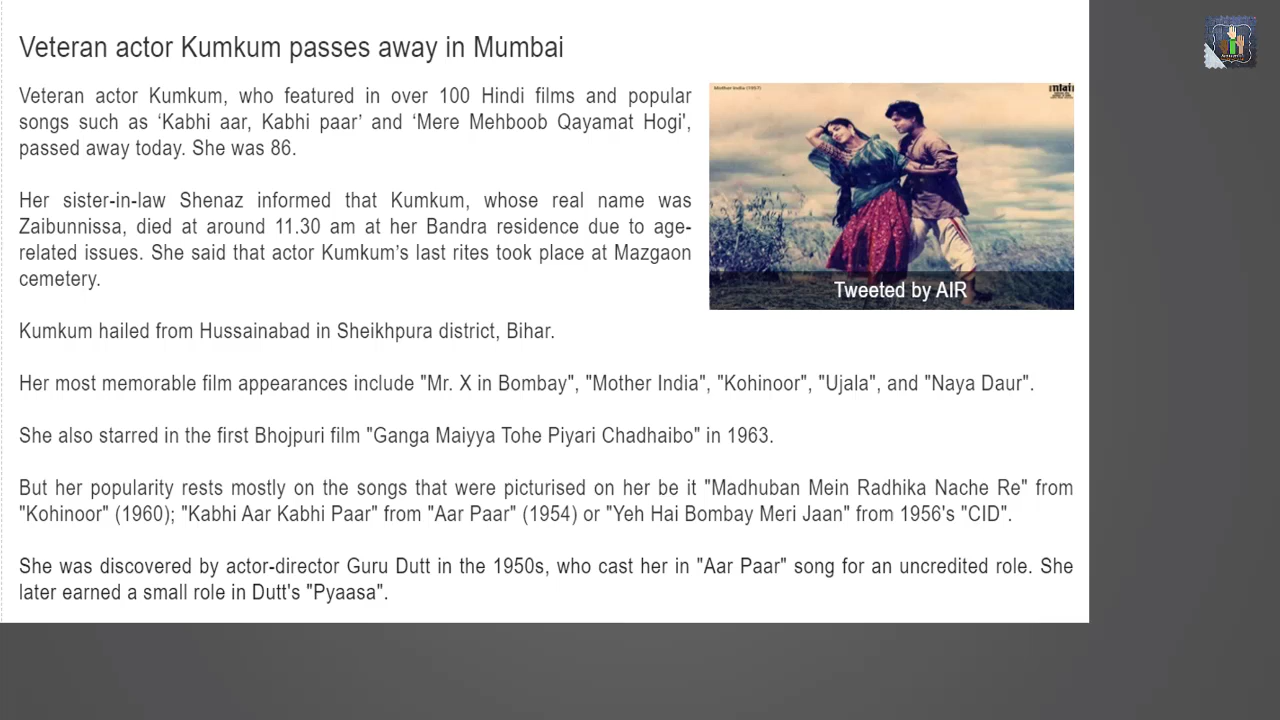 Veteran actor Kumkum passes away in Mumbai
Veteran actor Kumkum, who featured in over 100 Hindi films and popular
songs such as ‘Kabhi aar, Kabhi paar’ and ‘Mere Mehboob Qayamat Hogi',
passed away today. She was 86.
Her sister-in-law Shenaz informed that Kumkum, whose real name was
Zaibunnissa, died at around 11.30 am at her Bandra residence due to age-
related issues. She said that actor Kumkum’s last rites took place at Mazgaon
cemetery.
Mother India (1957)
Tweeted by AIR
Kumkum hailed from Hussainabad in Sheikhpura district, Bihar.
Her most memorable film appearances include "Mr. X in Bombay", "Mother India", "Kohinoor", "Ujala", and "Naya Daur".
She also starred in the first Bhojpuri film "Ganga Maiyya Tohe Piyari Chadhaibo" in 1963.
But her popularity rests mostly on the songs that were picturised on her be it "Madhuban Mein Radhika Nache Re" from
"Kohinoor" (1960); "Kabhi Aar Kabhi Paar" from "Aar Paar" (1954) or "Yeh Hai Bombay Meri Jaan" from 1956's "CID".
She was discovered by actor-director Guru Dutt in the 1950s, who cast her in "Aar Paar" song for an uncredited role. She
later earned a small role in Dutt's "Pyaasa".